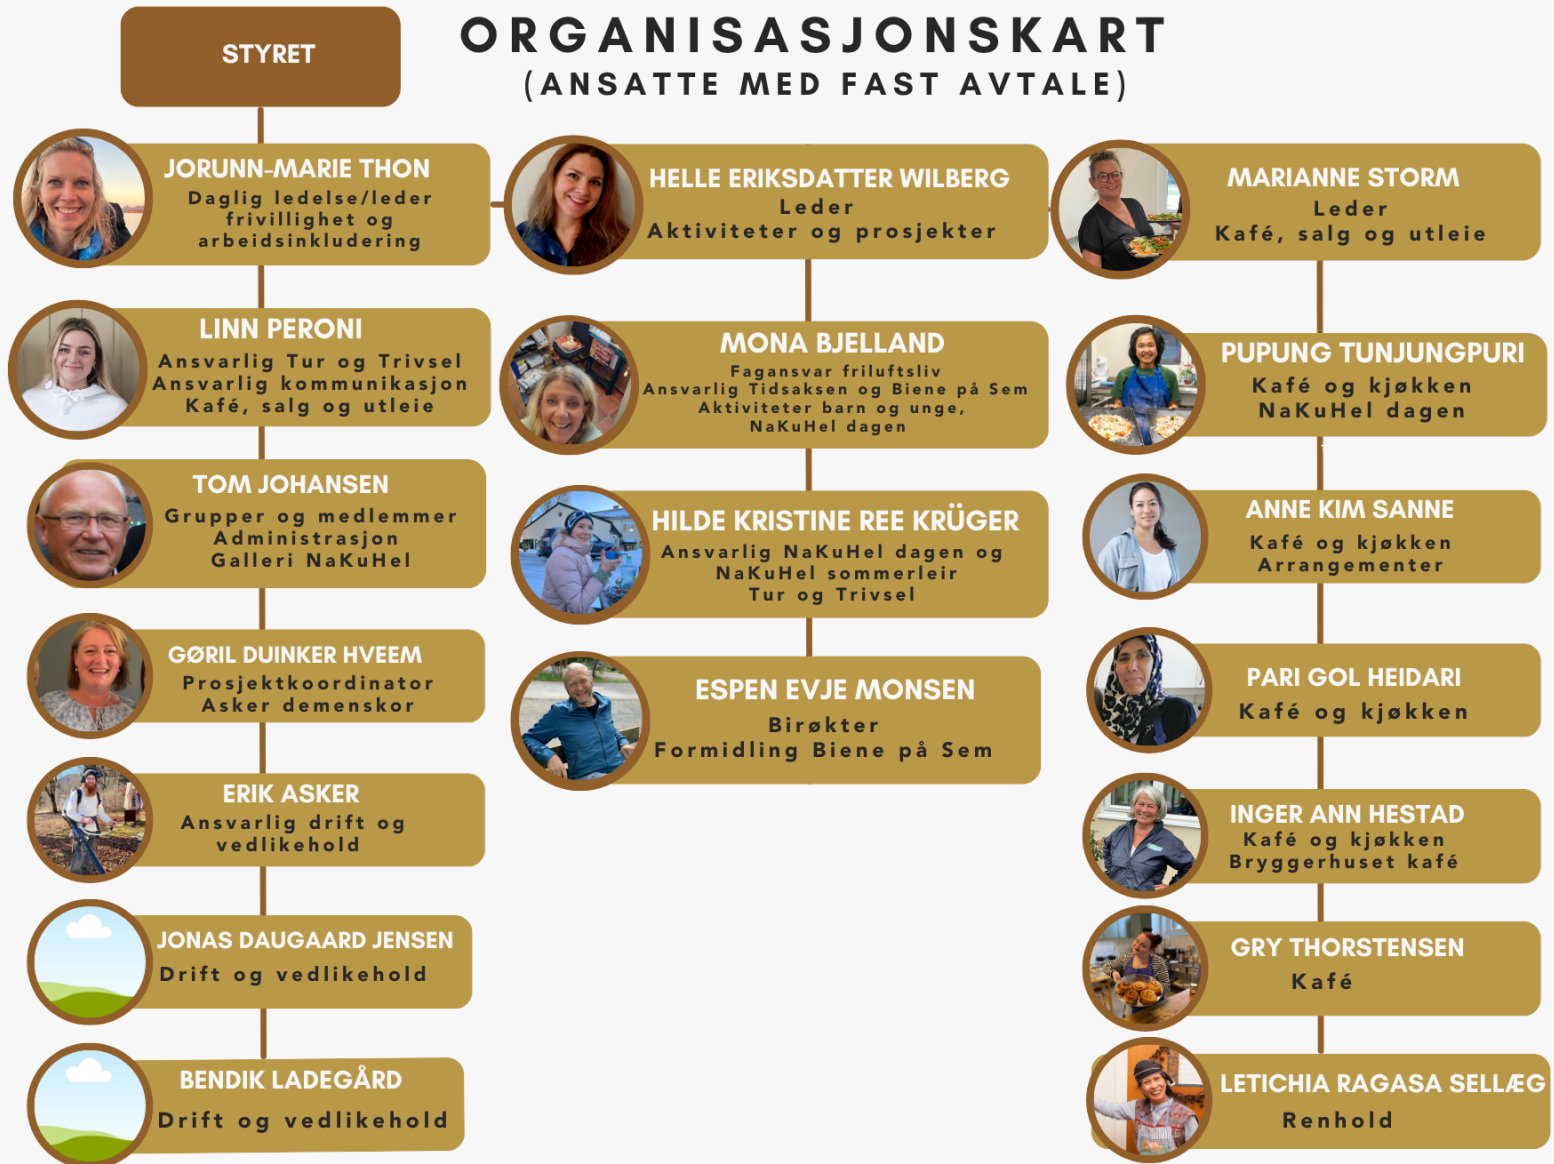 ORGANISASJONSKART
(ANSATTE MED FAST AVTALE)
STYRET
JORUNN-MARIE THON
Daglig ledelse/leder
frivillighet og
arbeidsinkludering
LINN PERONI
Ansvarlig Tur og Trivsel
Ansvarlig kommunikasjon
Kafé, salg og utleie
TOM JOHANSEN
Grupper og medlemmer
Administrasjon
Galleri NaKuHel
GØRIL DUINKER HVEEM
Prosjektkoordinator
Asker demenskor
ERIK ASKER
Ansvarlig drift og
vedlikehold
JONAS DAUGAARD JENSEN
Drift og vedlikehold
BENDIK LADEGÅRD
Drift og vedlikehold
HELLE ERIKSDATTER WILBERG
Leder
Aktiviteter og prosjekter
MONA BJELLAND
Fagansvar friluftsliv
Ansvarlig Tidsaksen og Biene på Sem
Aktiviteter barn og unge,
NaKuHel dagen
HILDE KRISTINE REE KRÜGER
Ansvarlig NaKuHel dagen og
NaKuHel sommerleir
Tur og Trivsel
ESPEN EVJE MONSEN
Birøkter
Formidling Biene på Sem
MARIANNE STORM
Leder
Kafé, salg og utleie
PUPUNG TUNJUNGPURI
Kafé og kjøkken
NaKuHel dagen
ANNE KIM SANNE
Kafé og kjøkken
Arrangementer
PARI GOL HEIDARI
Kafé og kjøkken
INGER ANN HESTAD
Kafé og kjøkken
Bryggerhuset kafé
GRY THORSTENSEN
Kafé
LETICHIA RAGASA SELLÆG
Renhold